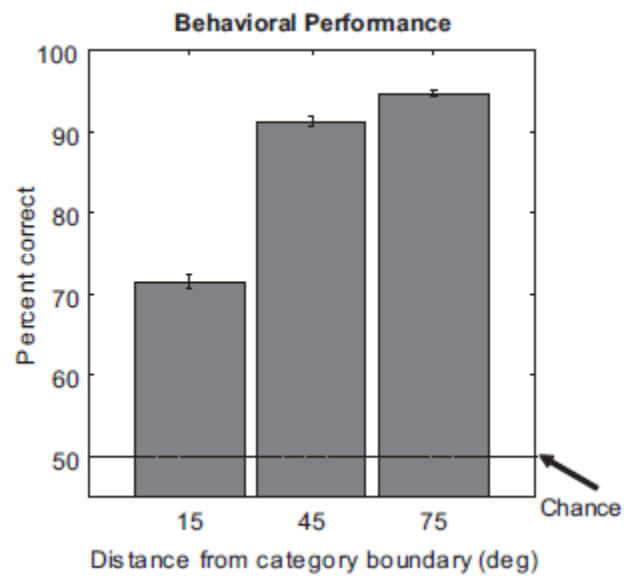 Behavioral Performance
Percent correct
100
90
80
70
60
50
Chance
15 45 75
Distance from category boundary (deg)